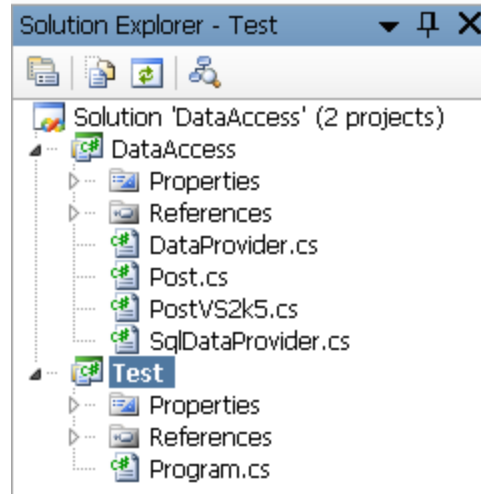 Solution Explorer - Test
Solution 'DataAccess' (2 projects)
DataAccess
Properties
References
DataProvider.cs
Post.cs
PostVS2k5.cs
SqlDataProvider.cs
Test
Properties
References
Program.cs